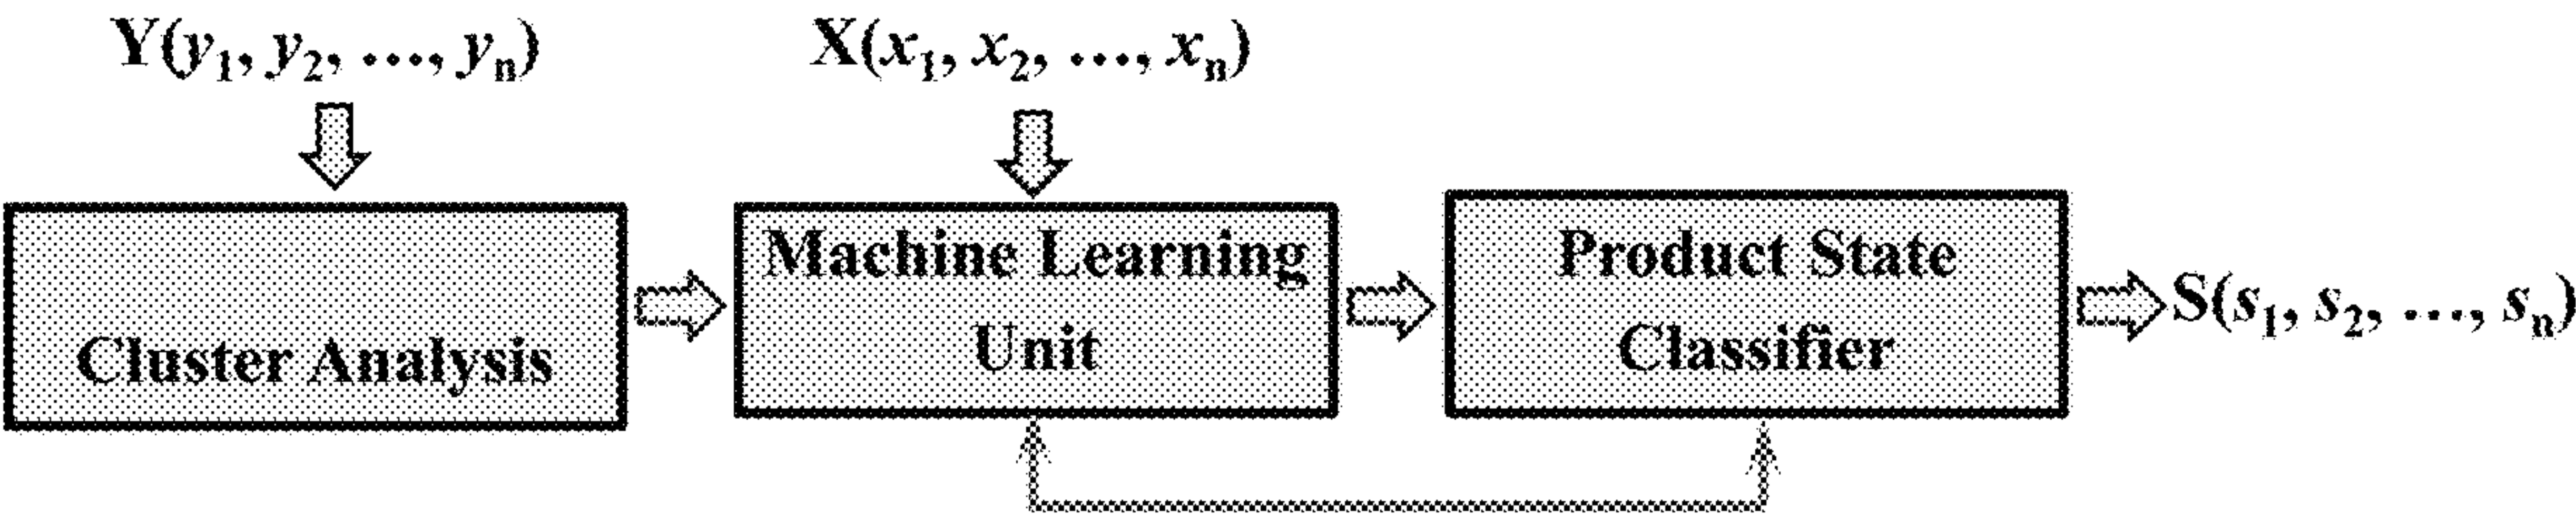 Y(y₁, y₂, ..., yₙ)
X(x₁, x₂, ..., xₙ)
Cluster Analysis
Machine Learning
Unit
Product State
Classifier
S(s₁, s₂, ..., sₙ)